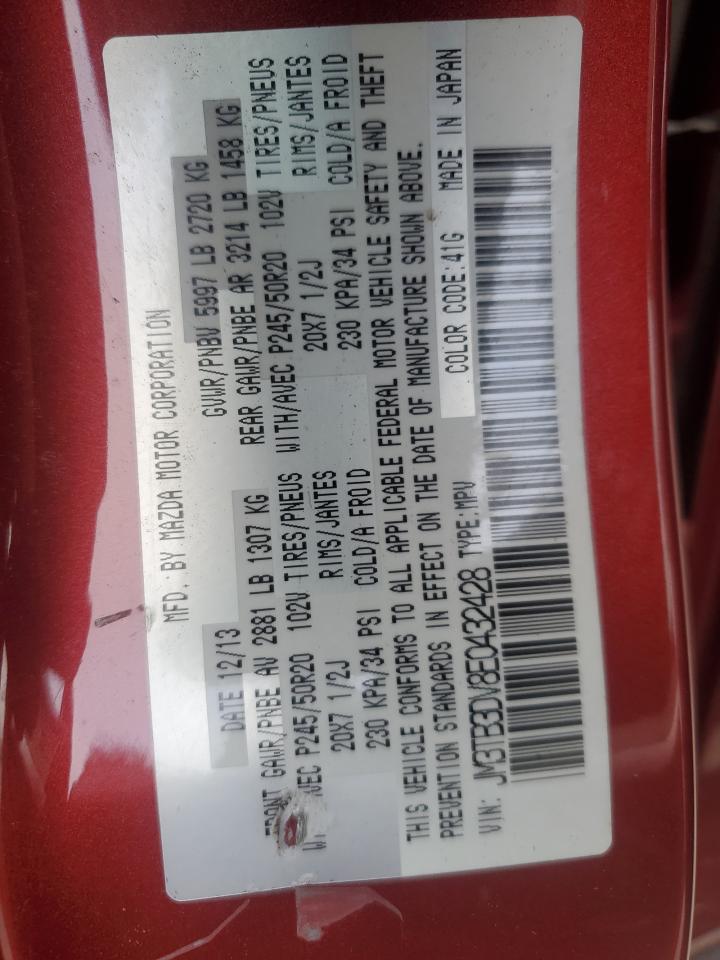 MFD. BY MAZDA MOTOR CORPORATION
DATE 12/13 GVWR/PNBV 5997 LB 2720 KG
FRONT GAWR/PNBE AV 2881 LB 1307 KG REAR GAWR/PNBE AR 3214 LB 1458 KG
AVEC P245/50R20 102V TIRES/PNEUS WITH/AVEC P245/50R20 102V TIRES/PNEUS
20X7 1/2J RIMS/JANTES 20X7 1/2J RIMS/JANTES
230 KPA/34 PSI COLD/A FROID 230 KPA/34 PSI COLD/A FROID
THIS VEHICLE CONFORMS TO ALL APPLICABLE FEDERAL MOTOR VEHICLE SAFETY AND THEFT
PREVENTION STANDARDS IN EFFECT ON THE DATE OF MANUFACTURE SHOWN ABOVE.
VIN: JM3TB3DV8E0432428 TYPE:MPV COLOR CODE:41G MADE IN JAPAN